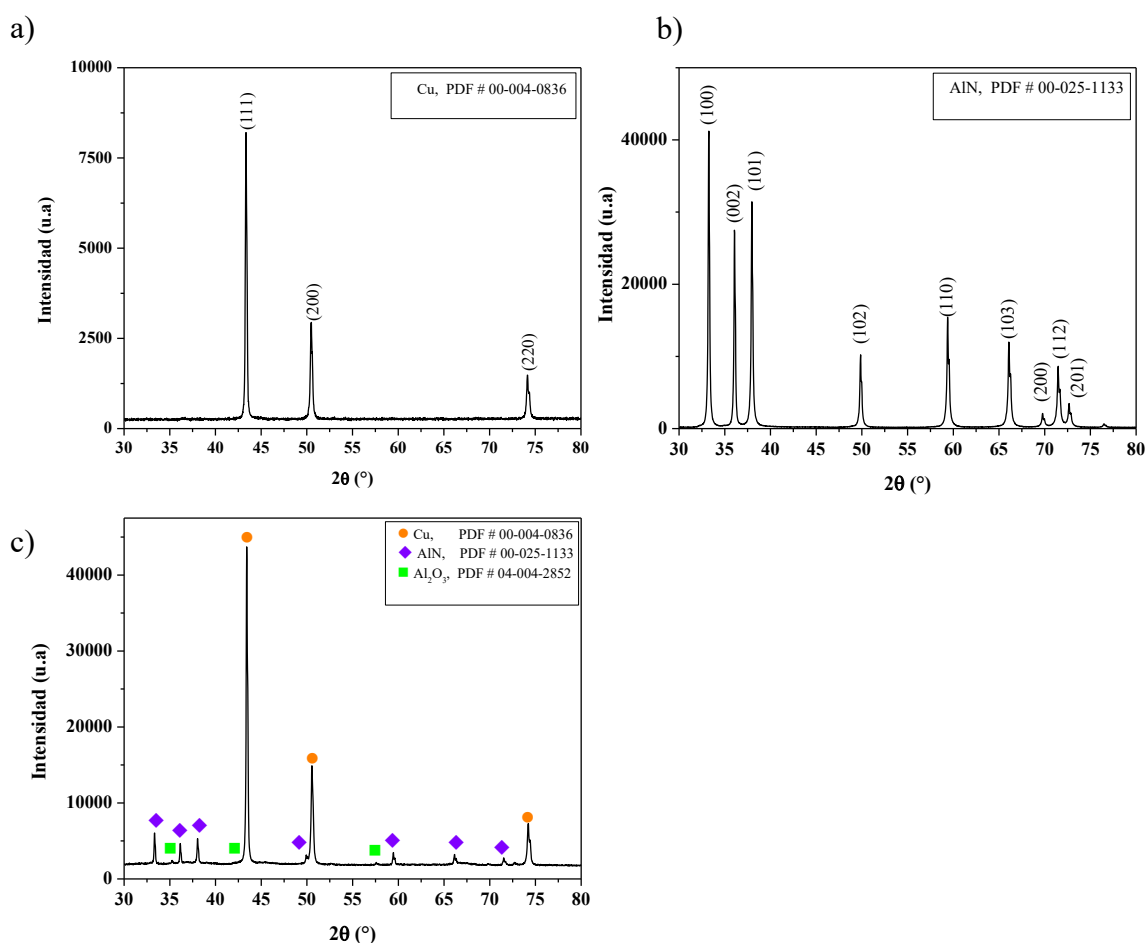 a)
Cu, PDF # 00-004-0836
10000
7500
5000
2500
0
(111)
(200)
(220)
30 35 40 45 50 55 60 65 70 75 80
Intensidad (u.a)
2θ (°)
b)
AlN, PDF # 00-025-1133
40000
20000
0
(100)
(002)
(101)
(102)
(110)
(103)
(200)
(112)
(201)
30 35 40 45 50 55 60 65 70 75 80
Intensidad (u.a)
2θ (°)
c)
Cu, PDF # 00-004-0836
AlN, PDF # 00-025-1133
Al₂O₃, PDF # 04-004-2852
40000
30000
20000
10000
0
30 35 40 45 50 55 60 65 70 75 80
Intensidad (u.a)
2θ (°)